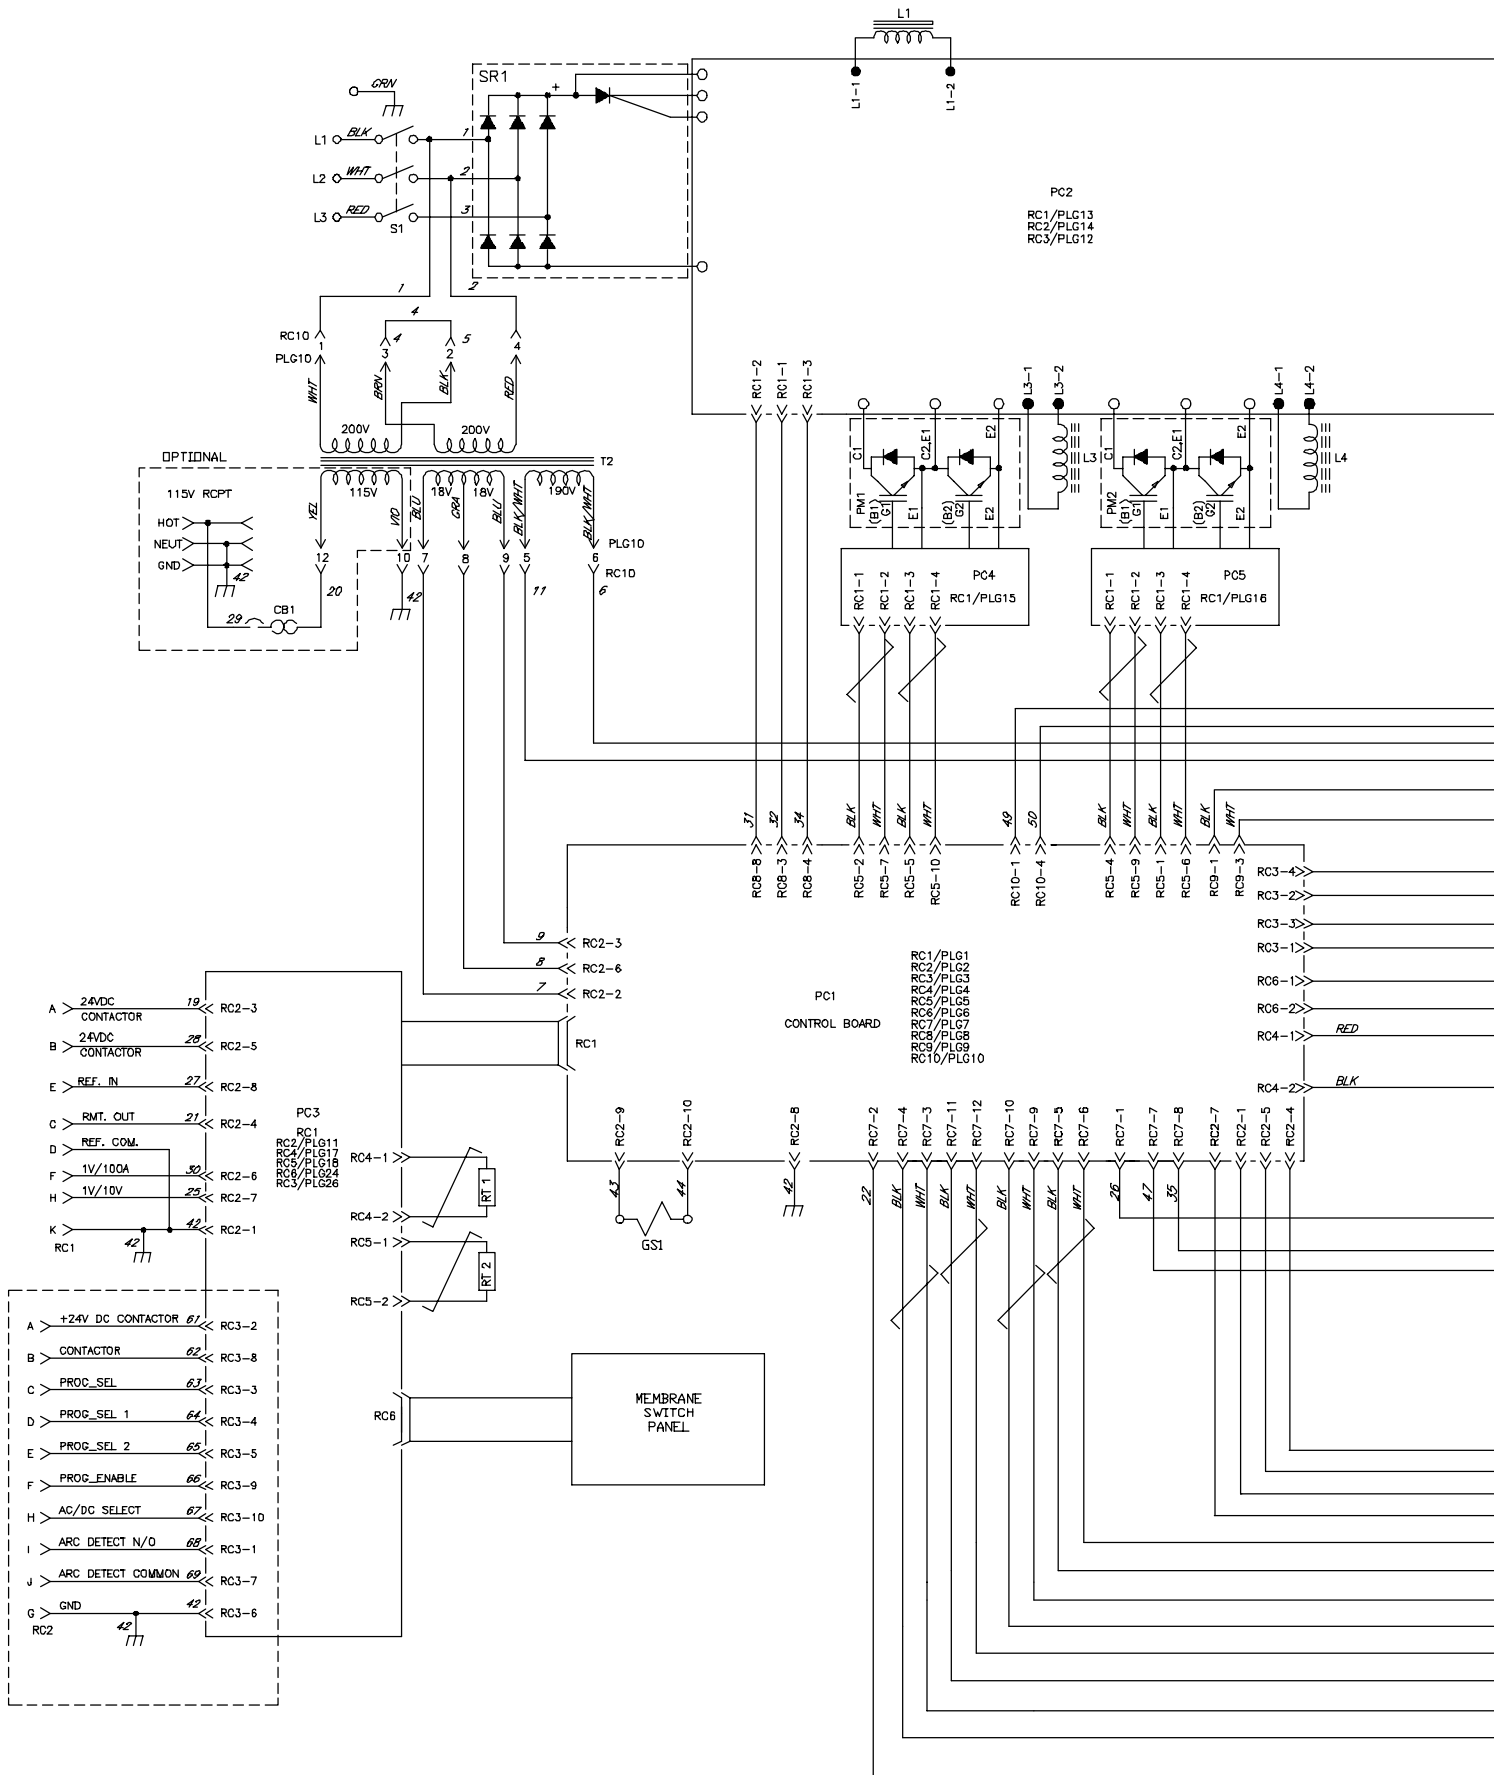 L1
L1-1
L1-2
GRN
SR1
+
L1 BLK 1
L2 WHT 2
L3 RED 3
S1
PC2
RC1/PLG13
RC2/PLG14
RC3/PLG12
1
2
4
RC10
4
5
1
3
2
4
PLG10
WHT
BRN
BLK
RED
200V
200V
T2
RC1-2
RC1-1
RC1-3
L3-1
L3-2
L4-1
L4-2
C1
C2,E1
E2
L3
PM1
(B1)
G1
E1
(B2)
G2
E2
C1
C2,E1
E2
L4
PM2
(B1)
G1
E1
(B2)
G2
E2
OPTIONAL
115V RCPT
HOT
NEUT
GND
42
29
CB1
20
115V
18V
18V
190V
YEL
VIO
BLU
GRA
BLU
BLK/WHT
BLK/WHT
PLG10
12
10
7
8
9
5
6
RC10
42
11
6
RC1-1
RC1-2
RC1-3
RC1-4
PC4
RC1/PLG15
RC1-1
RC1-2
RC1-3
RC1-4
PC5
RC1/PLG16
31
32
34
BLK
WHT
BLK
WHT
49
50
BLK
WHT
BLK
WHT
BLK
WHT
RC8-8
RC8-3
RC8-4
RC5-2
RC5-7
RC5-5
RC5-10
RC10-1
RC10-4
RC5-4
RC5-9
RC5-1
RC5-6
RC9-1
RC9-3
RC3-4
RC3-2
RC3-3
RC3-1
RC6-1
RC6-2
RC4-1 RED
RC4-2 BLK
9 RC2-3
8 RC2-6
7 RC2-2
RC1
PC1
CONTROL BOARD
RC1/PLG1
RC2/PLG2
RC3/PLG3
RC4/PLG4
RC5/PLG5
RC6/PLG6
RC7/PLG7
RC8/PLG8
RC9/PLG9
RC10/PLG10
RC2-9
RC2-10
RC2-8
RC7-2
RC7-4
RC7-3
RC7-11
RC7-12
RC7-10
RC7-9
RC7-5
RC7-6
RC7-1
RC7-7
RC7-8
RC2-7
RC2-1
RC2-5
RC2-4
43
44
GS1
42
22
BLK
WHT
BLK
WHT
BLK
WHT
BLK
WHT
26
47
35
A 24VDC CONTACTOR 19 RC2-3
B 24VDC CONTACTOR 28 RC2-5
E REF. IN 27 RC2-8
C RMT. OUT 21 RC2-4
D REF. COM.
F 1V/100A 30 RC2-6
H 1V/10V 25 RC2-7
K 42 RC2-1
RC1
42
PC3
RC1
RC2/PLG11
RC4/PLG17
RC5/PLG18
RC6/PLG24
RC3/PLG26
RC4-1
RT 1
RC4-2
RC5-1
RT 2
RC5-2
A +24V DC CONTACTOR 61 RC3-2
B CONTACTOR 62 RC3-8
C PROC_SEL 63 RC3-3
D PROG_SEL 1 64 RC3-4
E PROG_SEL 2 65 RC3-5
F PROG_ENABLE 66 RC3-9
H AC/DC SELECT 67 RC3-10
I ARC DETECT N/O 68 RC3-1
J ARC DETECT COMMON 69 RC3-7
G GND 42 RC3-6
RC2
42
RC6
MEMBRANE
SWITCH
PANEL